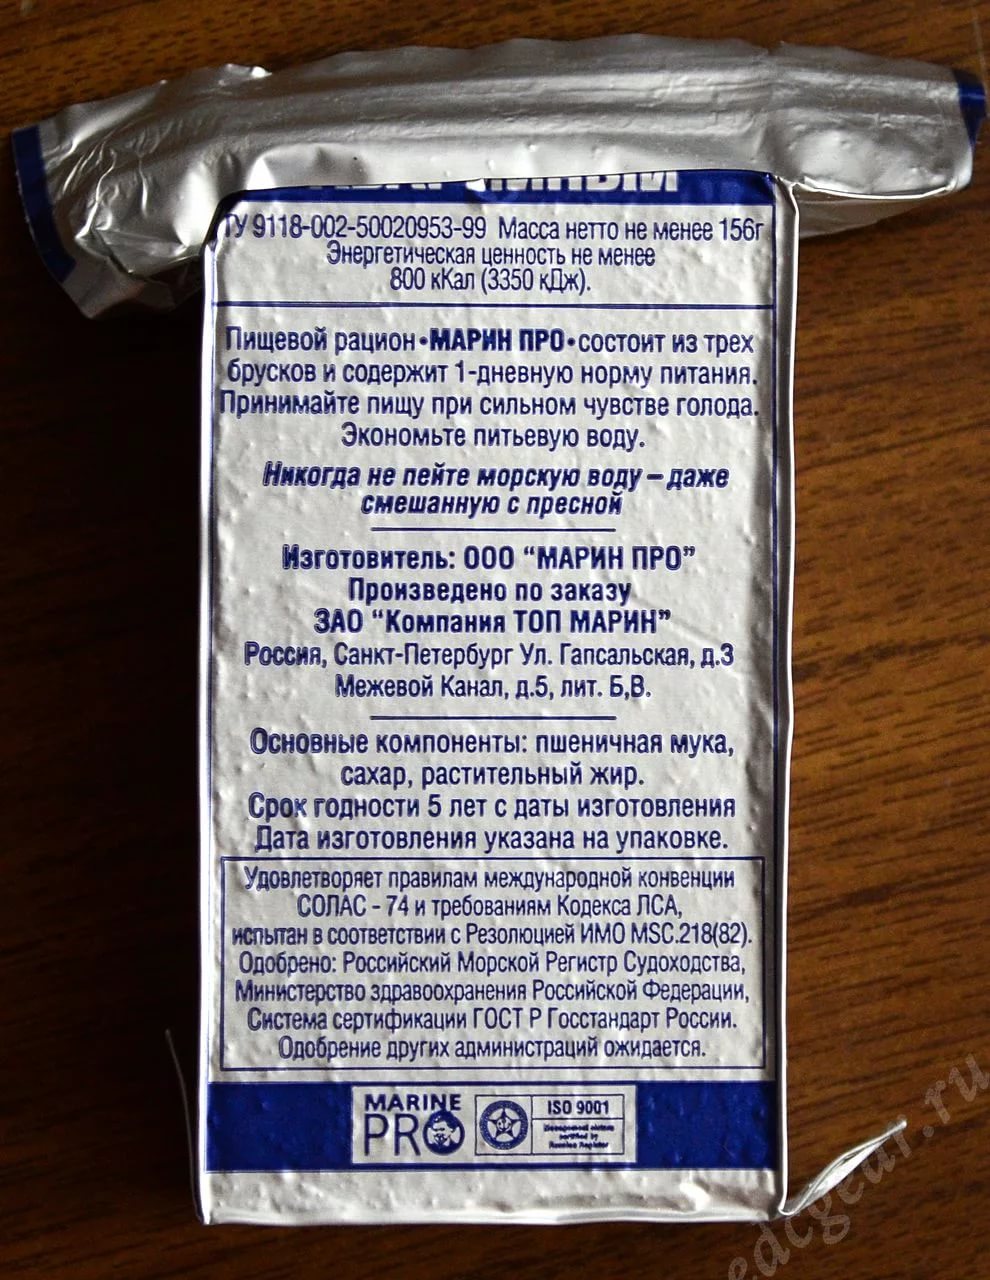 ТУ 9118-002-50020953-99 Масса нетто не менее 156г
Энергетическая ценность не менее
800 кКал (3350 кДж).
Пищевой рацион•МАРИН ПРО•состоит из трех
брусков и содержит 1-дневную норму питания.
Принимайте пищу при сильном чувстве голода.
Экономьте питьевую воду.
Никогда не пейте морскую воду – даже
смешанную с пресной
Изготовитель: ООО “МАРИН ПРО”
Произведено по заказу
ЗАО “Компания ТОП МАРИН”
Россия, Санкт-Петербург Ул. Гапсальская, д.3
Межевой Канал, д.5, лит. Б,В.
Основные компоненты: пшеничная мука,
сахар, растительный жир.
Срок годности 5 лет с даты изготовления
Дата изготовления указана на упаковке.
Удовлетворяет правилам международной конвенции
СОЛАС - 74 и требованиям Кодекса ЛСА,
испытан в соответствии с Резолюцией ИМО MSC.218(82).
Одобрено: Российский Морской Регистр Судоходства,
Министерство здравоохранения Российской Федерации,
Система сертификации ГОСТ Р Госстандарт России.
Одобрение других администраций ожидается.
MARINE
PRO
ISO 9001
certified by
Russian Register
edcgear.ru